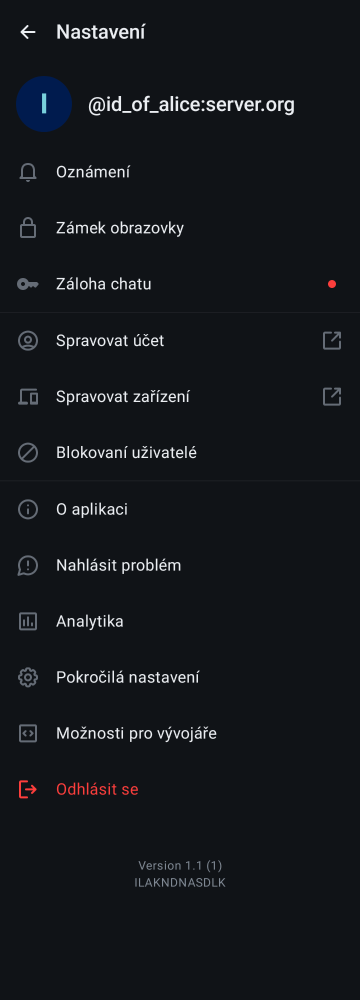 Nastavení
I
@id_of_alice:server.org
Oznámení
Zámek obrazovky
Záloha chatu
Spravovat účet
Spravovat zařízení
Blokovaní uživatelé
O aplikaci
Nahlásit problém
Analytika
Pokročilá nastavení
Možnosti pro vývojáře
Odhlásit se
Version 1.1 (1)
ILAKNDNASDLK